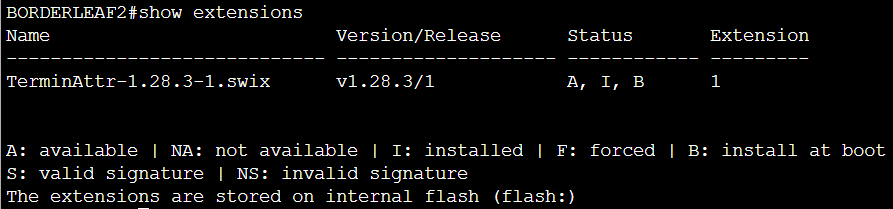 BORDERLEAF2#show extensions
Name                          Version/Release      Status       Extension
----------------------------- -------------------- ------------ ---------
TerminAttr-1.28.3-1.swix      v1.28.3/1            A, I, B      1
A: available | NA: not available | I: installed | F: forced | B: install at boot
S: valid signature | NS: invalid signature
The extensions are stored on internal flash (flash:)